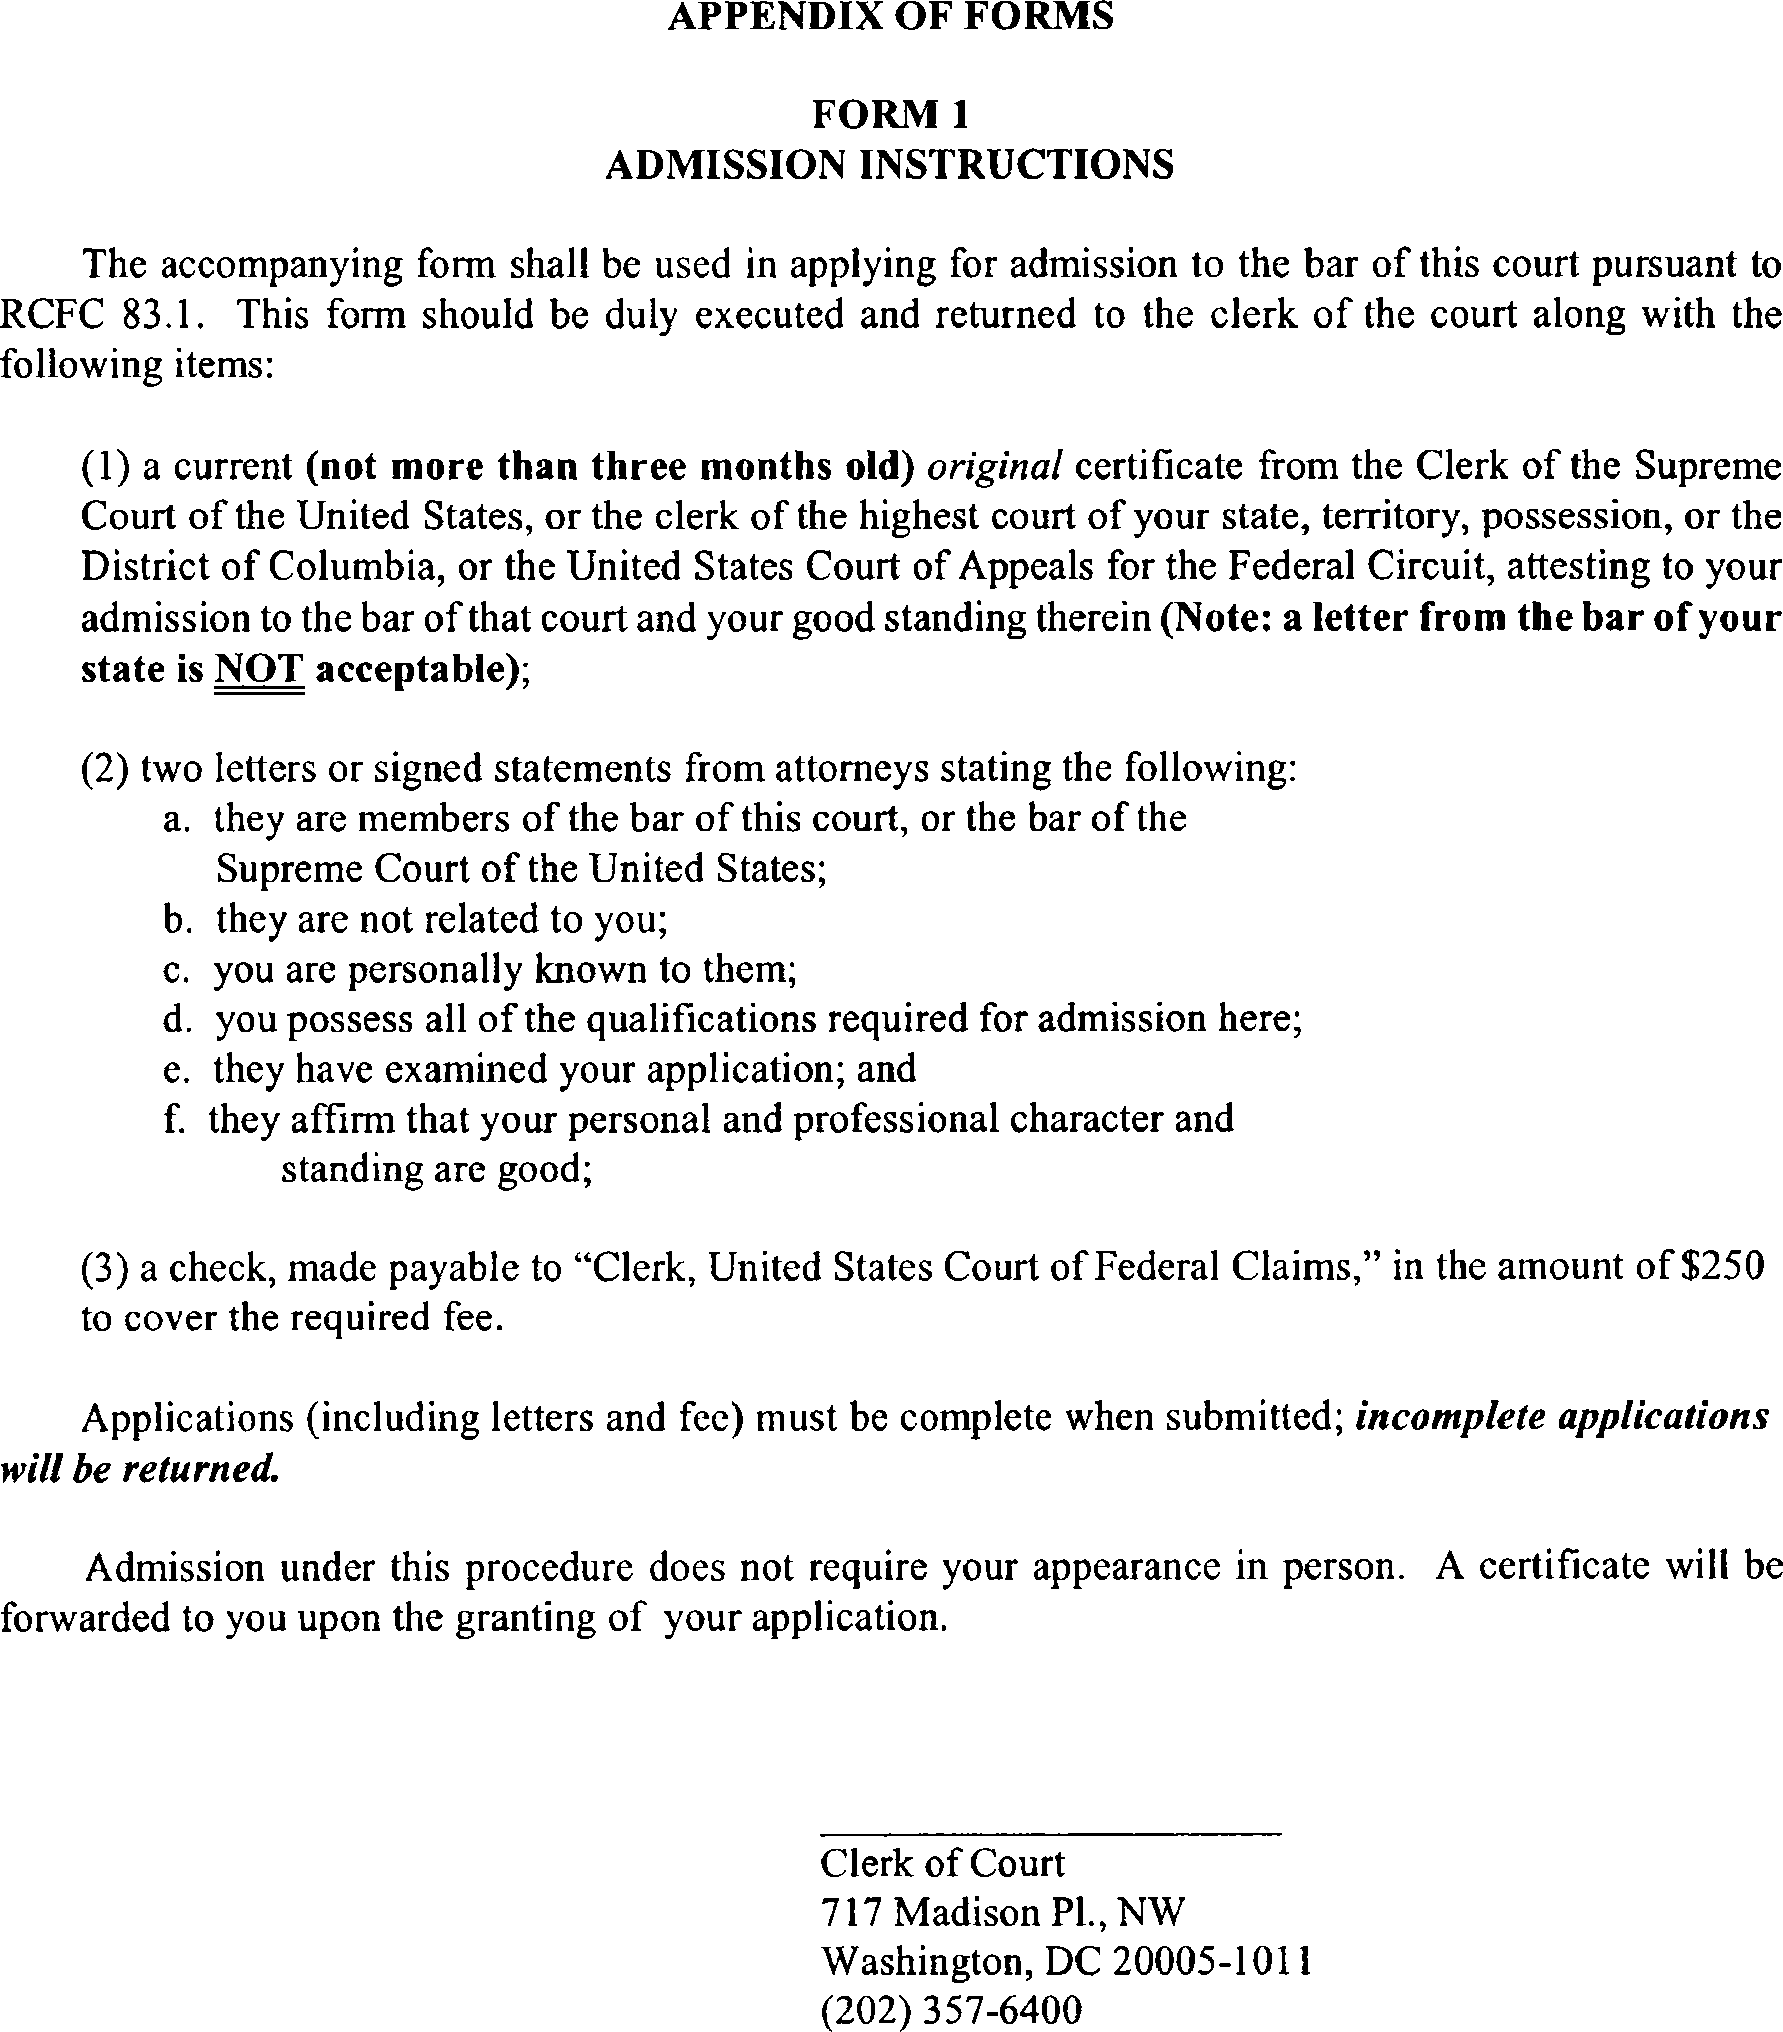 APPENDIX OF FORMS
FORM 1
ADMISSION INSTRUCTIONS
The accompanying form shall be used in applying for admission to the bar of this court pursuant to
RCFC 83.1. This form should be duly executed and returned to the clerk of the court along with the
following items:
(1) a current (not more than three months old) original certificate from the Clerk of the Supreme
Court of the United States, or the clerk of the highest court of your state, territory, possession, or the
District of Columbia, or the United States Court of Appeals for the Federal Circuit, attesting to your
admission to the bar of that court and your good standing therein (Note: a letter from the bar of your
state is NOT acceptable);
(2) two letters or signed statements from attorneys stating the following:
a. they are members of the bar of this court, or the bar of the
Supreme Court of the United States;
b. they are not related to you;
c. you are personally known to them;
d. you possess all of the qualifications required for admission here;
e. they have examined your application; and
f. they affirm that your personal and professional character and
standing are good;
(3) a check, made payable to “Clerk, United States Court of Federal Claims,” in the amount of $250
to cover the required fee.
Applications (including letters and fee) must be complete when submitted; incomplete applications
will be returned.
Admission under this procedure does not require your appearance in person. A certificate will be
forwarded to you upon the granting of your application.
Clerk of Court
717 Madison Pl., NW
Washington, DC 20005-1011
(202) 357-6400